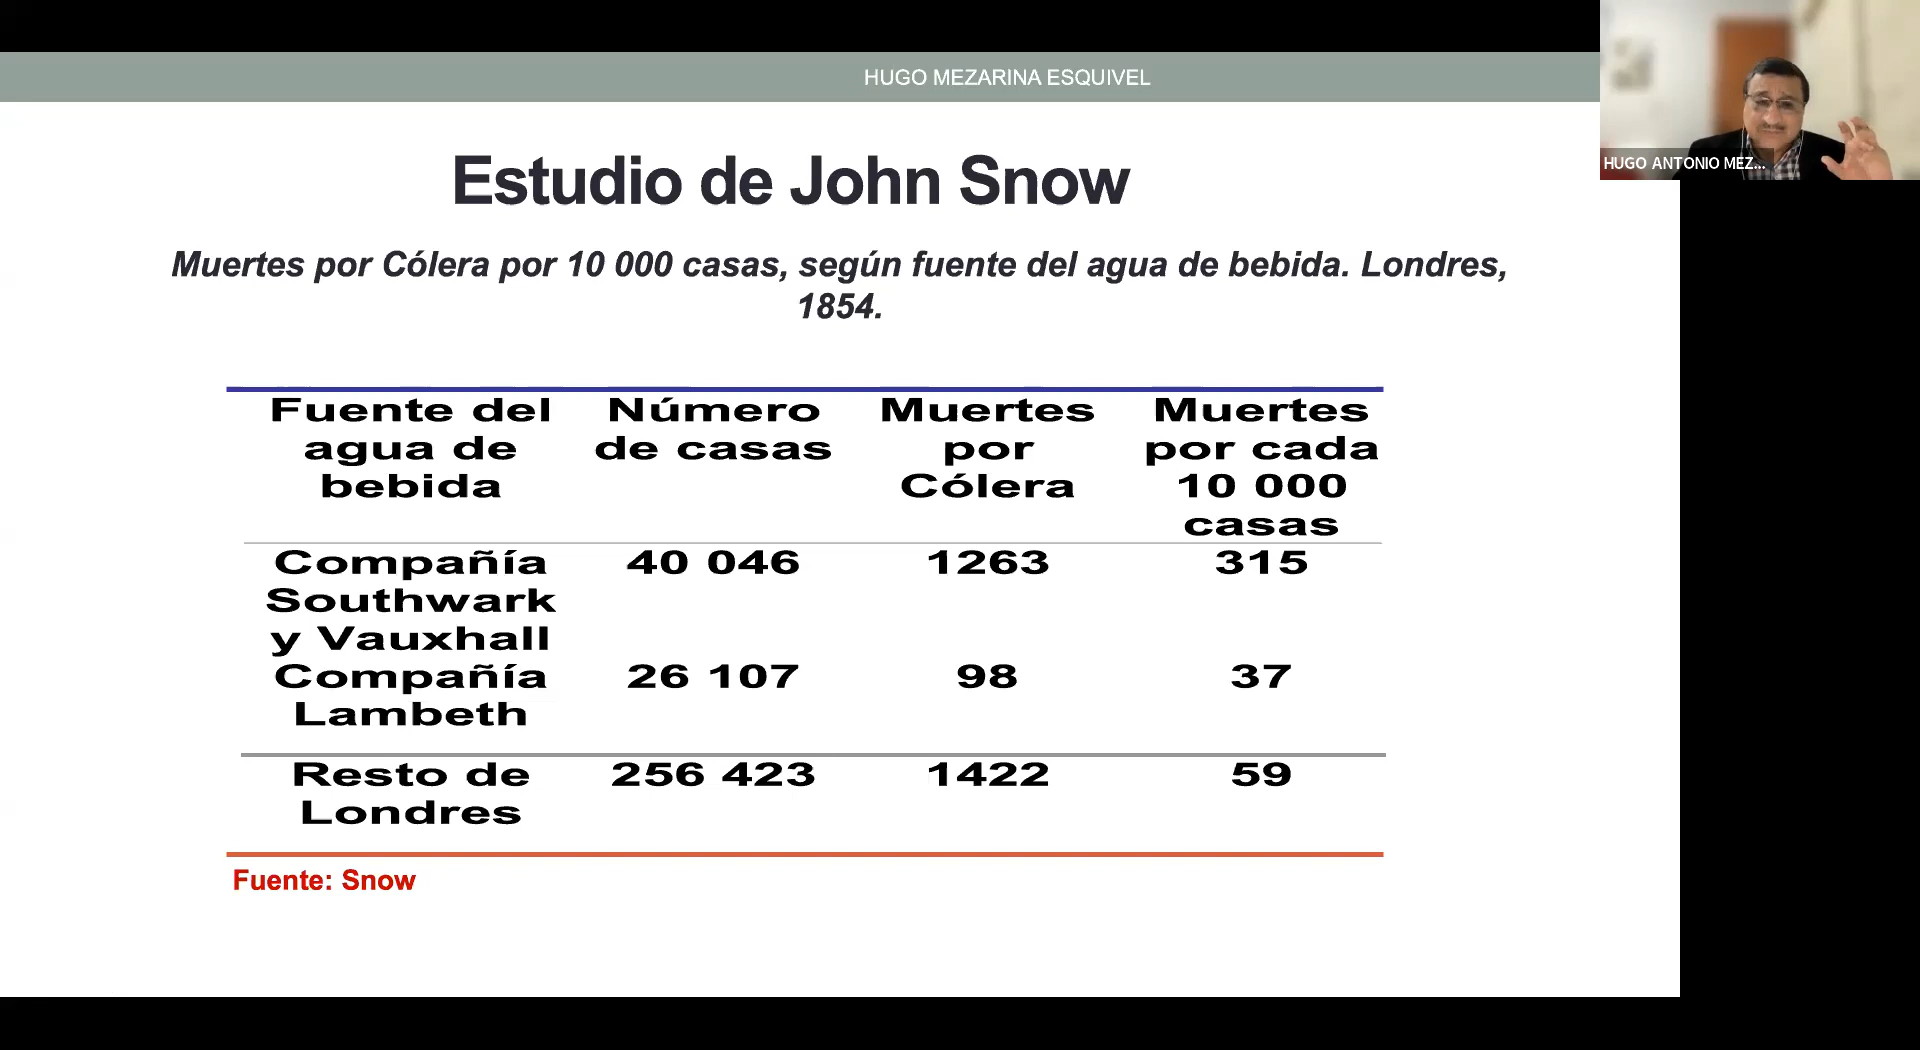 HUGO MEZARINA ESQUIVEL
HUGO ANTONIO MEZ...
Estudio de John Snow
Muertes por Cólera por 10 000 casas, según fuente del agua de bebida. Londres,
1854.
Fuente del agua de bebida
Número de casas
Muertes por Cólera
Muertes por cada 10 000 casas
Compañía Southwark y Vauxhall
40 046
1263
315
Compañía Lambeth
26 107
98
37
Resto de Londres
256 423
1422
59
Fuente: Snow